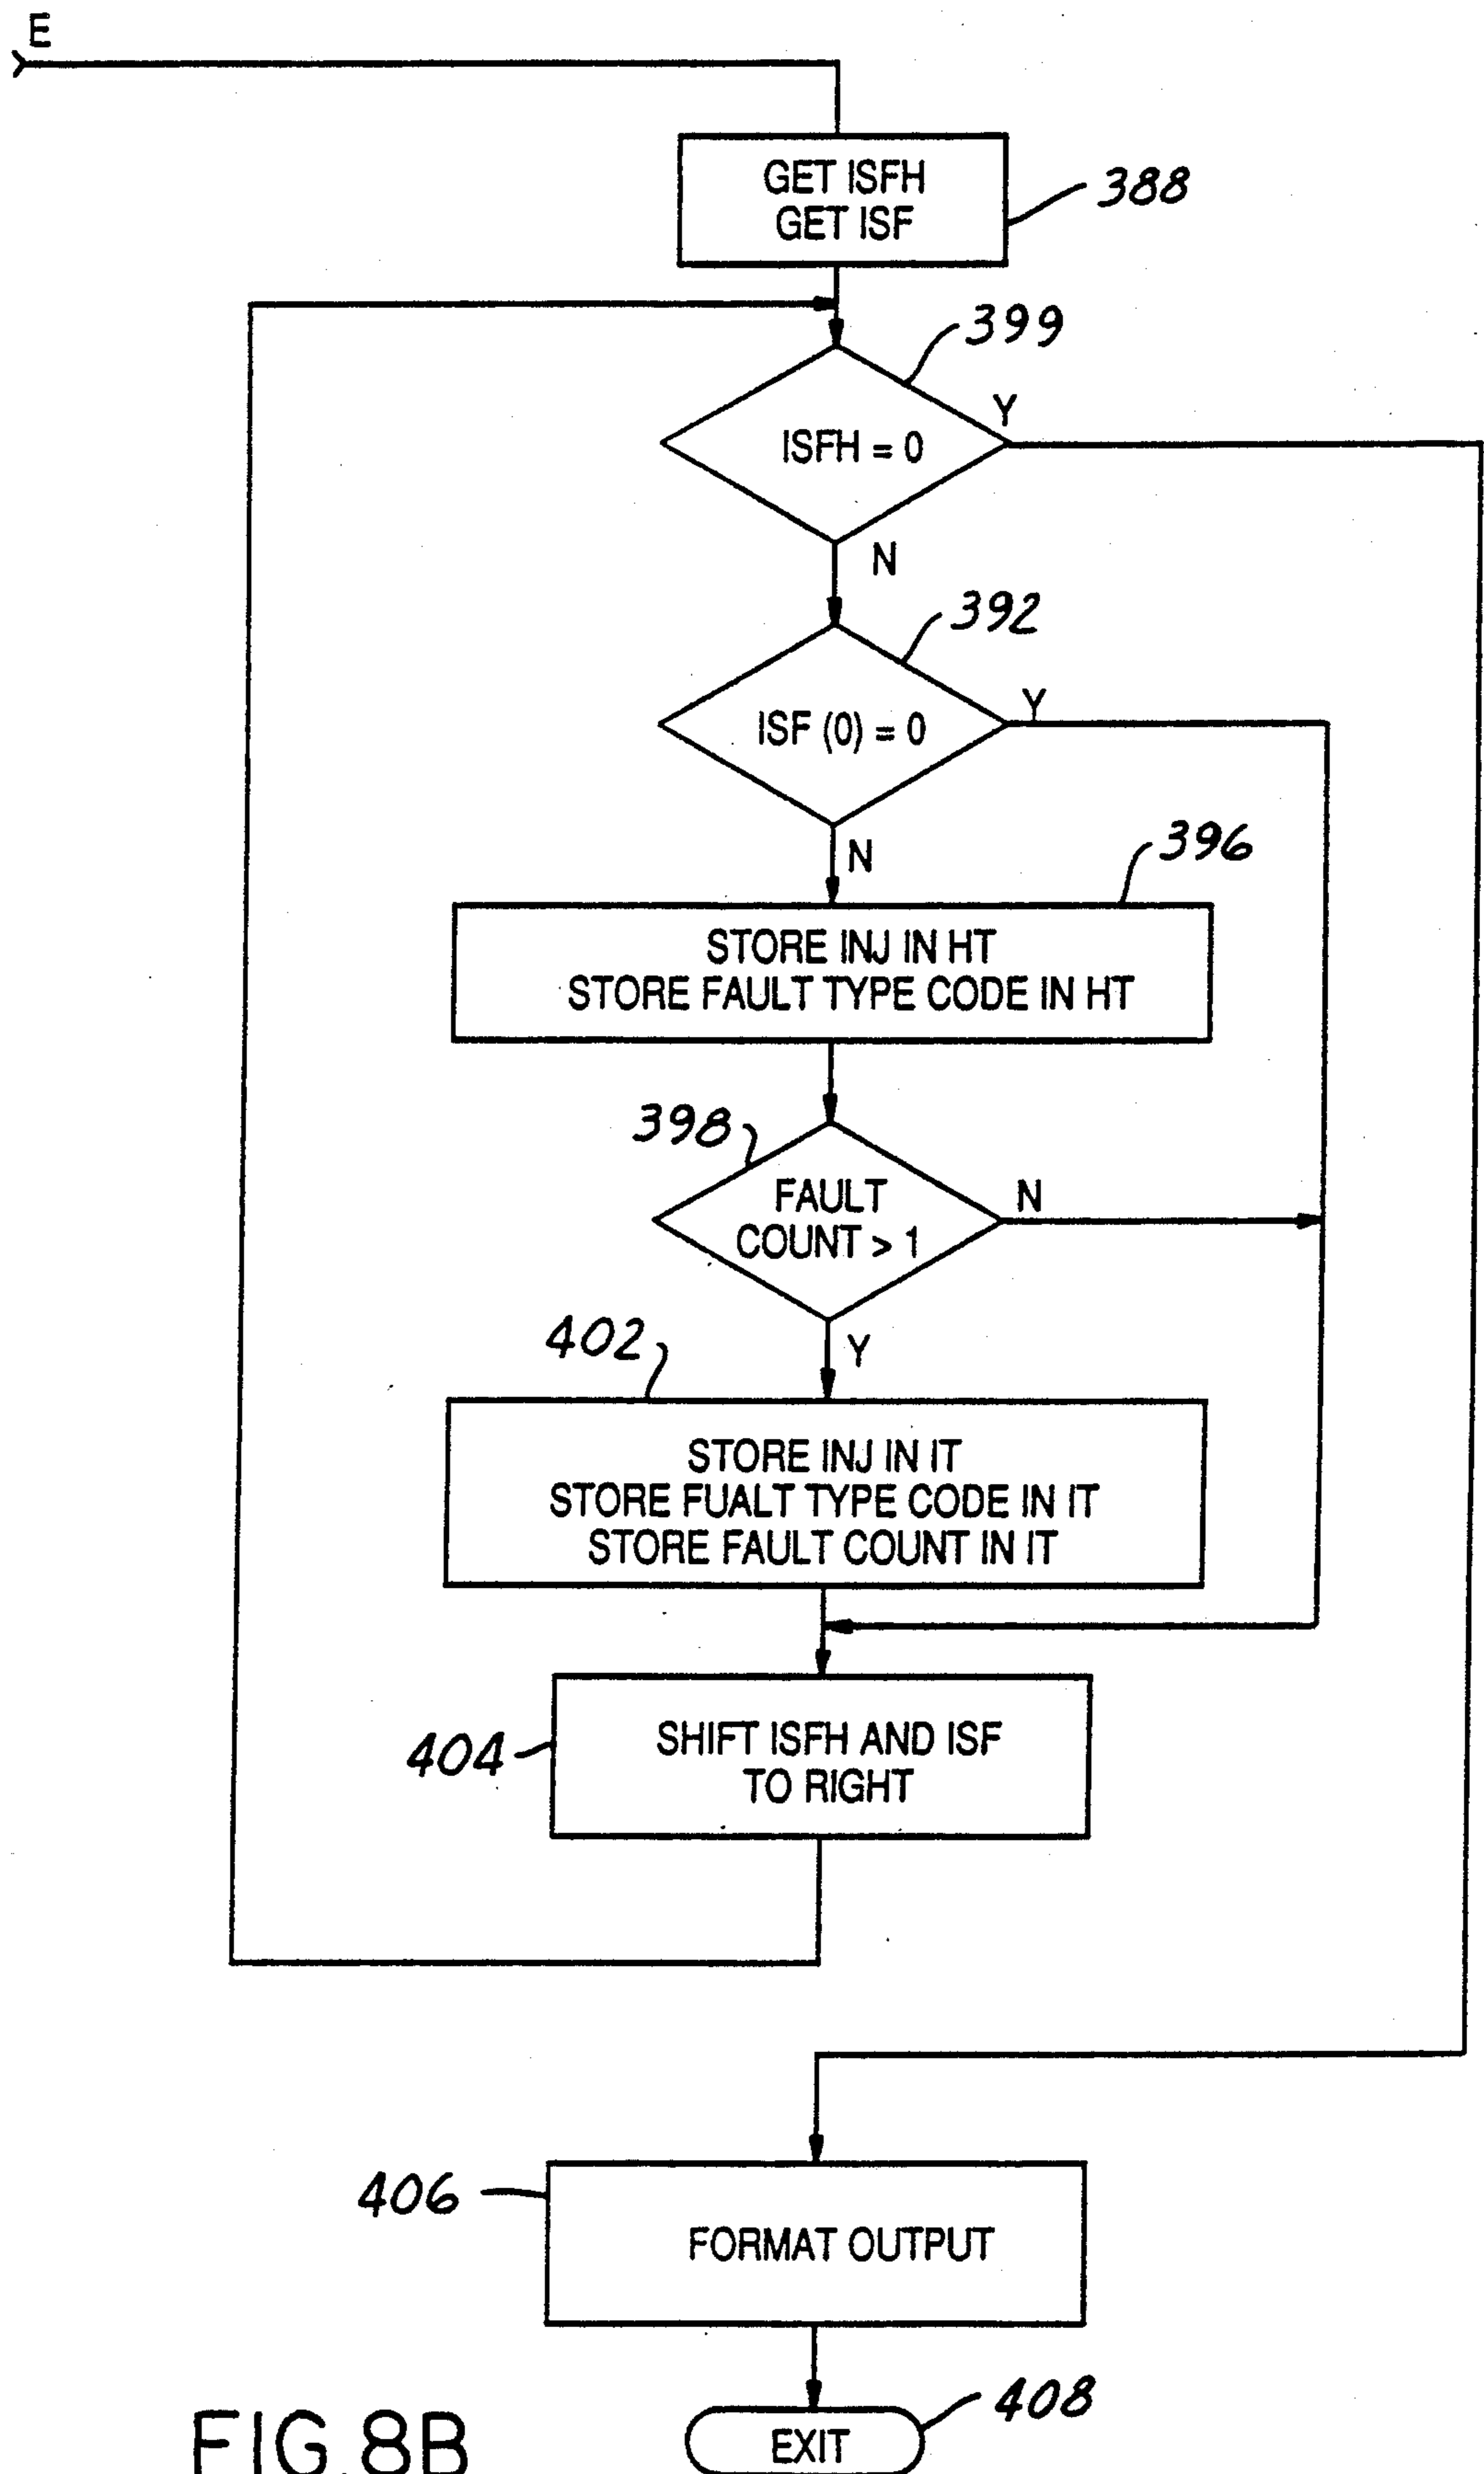 E
GET ISFH
GET ISF
388
399
ISFH = 0
Y
N
392
ISF (0) = 0
Y
N
396
STORE INJ IN HT
STORE FAULT TYPE CODE IN HT
398
FAULT
COUNT > 1
N
Y
402
STORE INJ IN IT
STORE FUALT TYPE CODE IN IT
STORE FAULT COUNT IN IT
404
SHIFT ISFH AND ISF
TO RIGHT
406
FORMAT OUTPUT
408
EXIT
FIG.8B